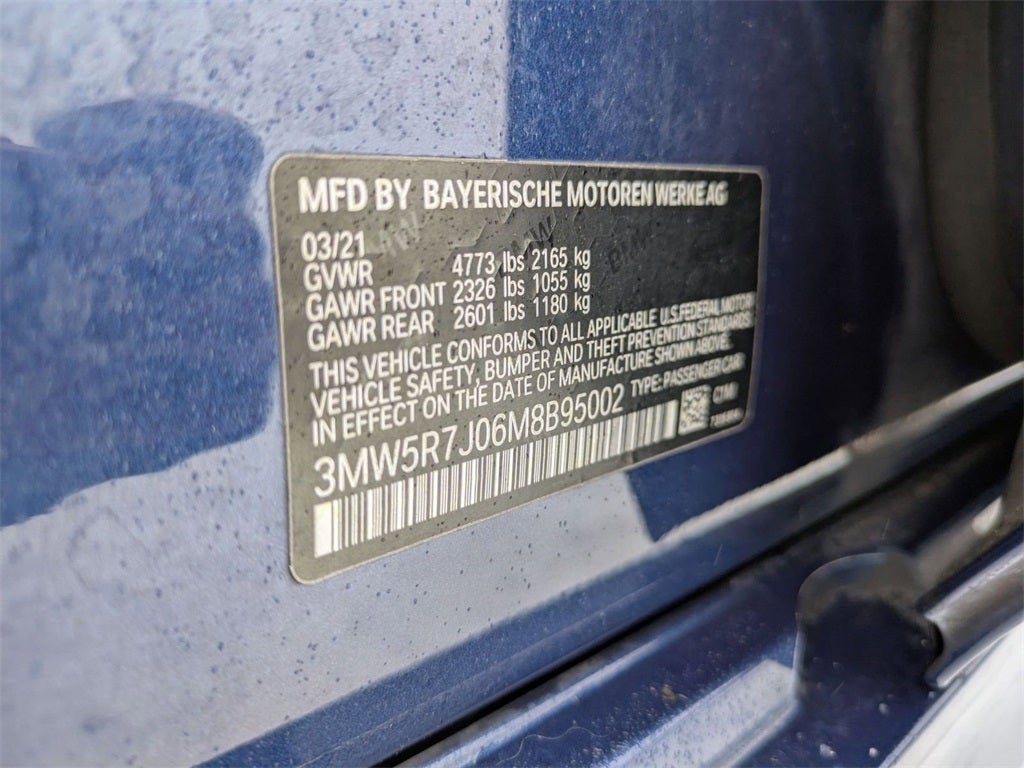 MFD BY BAYERISCHE MOTOREN WERKE AG
03/21
GVWR 4773 lbs 2165 kg
GAWR FRONT 2326 lbs 1055 kg
GAWR REAR 2601 lbs 1180 kg
THIS VEHICLE CONFORMS TO ALL APPLICABLE U.S.FEDERAL MOTOR
VEHICLE SAFETY, BUMPER AND THEFT PREVENTION STANDARDS
IN EFFECT ON THE DATE OF MANUFACTURE SHOWN ABOVE.
3MW5R7J06M8B95002 TYPE: PASSENGER CAR